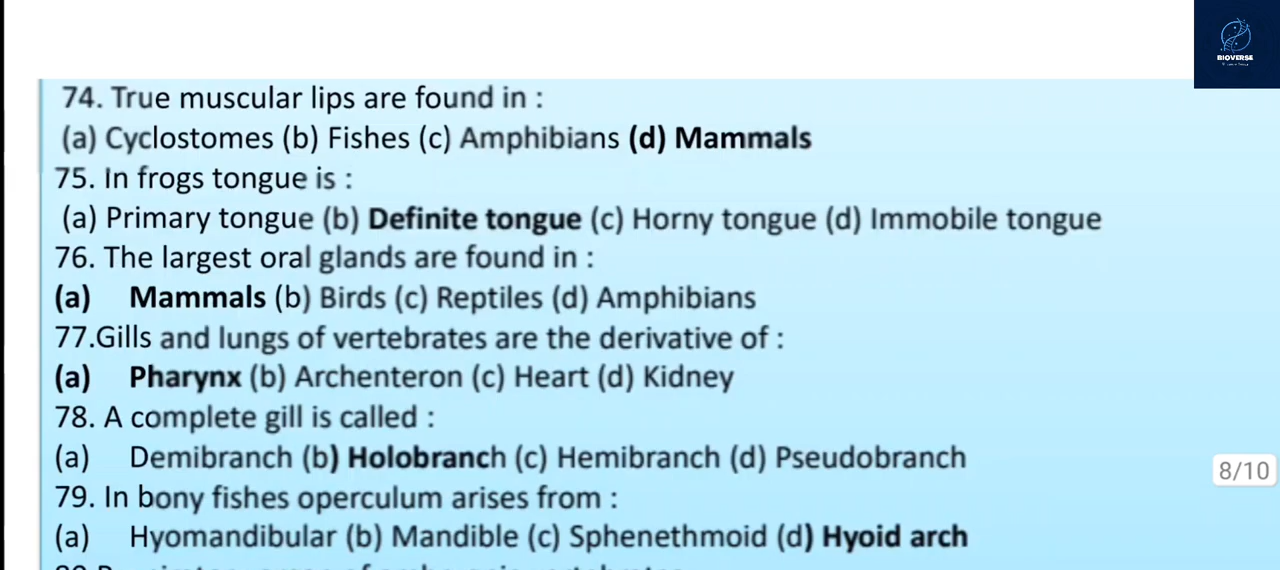 BIOVERSE
74. True muscular lips are found in :
(a) Cyclostomes (b) Fishes (c) Amphibians (d) Mammals
75. In frogs tongue is :
(a) Primary tongue (b) Definite tongue (c) Horny tongue (d) Immobile tongue
76. The largest oral glands are found in :
(a) Mammals (b) Birds (c) Reptiles (d) Amphibians
77.Gills and lungs of vertebrates are the derivative of :
(a) Pharynx (b) Archenteron (c) Heart (d) Kidney
78. A complete gill is called :
(a) Demibranch (b) Holobranch (c) Hemibranch (d) Pseudobranch
8/10
79. In bony fishes operculum arises from :
(a) Hyomandibular (b) Mandible (c) Sphenethmoid (d) Hyoid arch